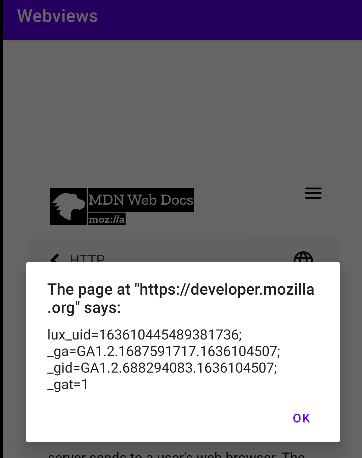 Webviews
MDN Web Docs
moz://a
HTTP
The page at "https://developer.mozilla
.org" says:
lux_uid=163610445489381736;
_ga=GA1.2.1687591717.1636104507;
_gid=GA1.2.688294083.1636104507;
_gat=1
OK
server sends to a user's web browser. The